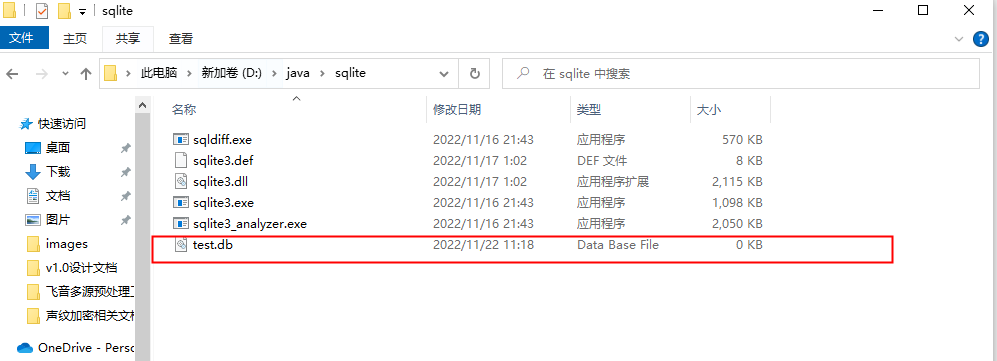 sqlite
文件 主页 共享 查看
此电脑 新加卷 (D:) java sqlite 在 sqlite 中搜索
名称 修改日期 类型 大小
快速访问
桌面
下载
文档
图片
images
v1.0设计文档
飞音多源预处理工
声纹加密相关文档
OneDrive - Perso
sqldiff.exe 2022/11/16 21:43 应用程序 570 KB
sqlite3.def 2022/11/17 1:02 DEF 文件 8 KB
sqlite3.dll 2022/11/17 1:02 应用程序扩展 2,115 KB
sqlite3.exe 2022/11/16 21:43 应用程序 1,098 KB
sqlite3_analyzer.exe 2022/11/16 21:43 应用程序 2,050 KB
test.db 2022/11/22 11:18 Data Base File 0 KB